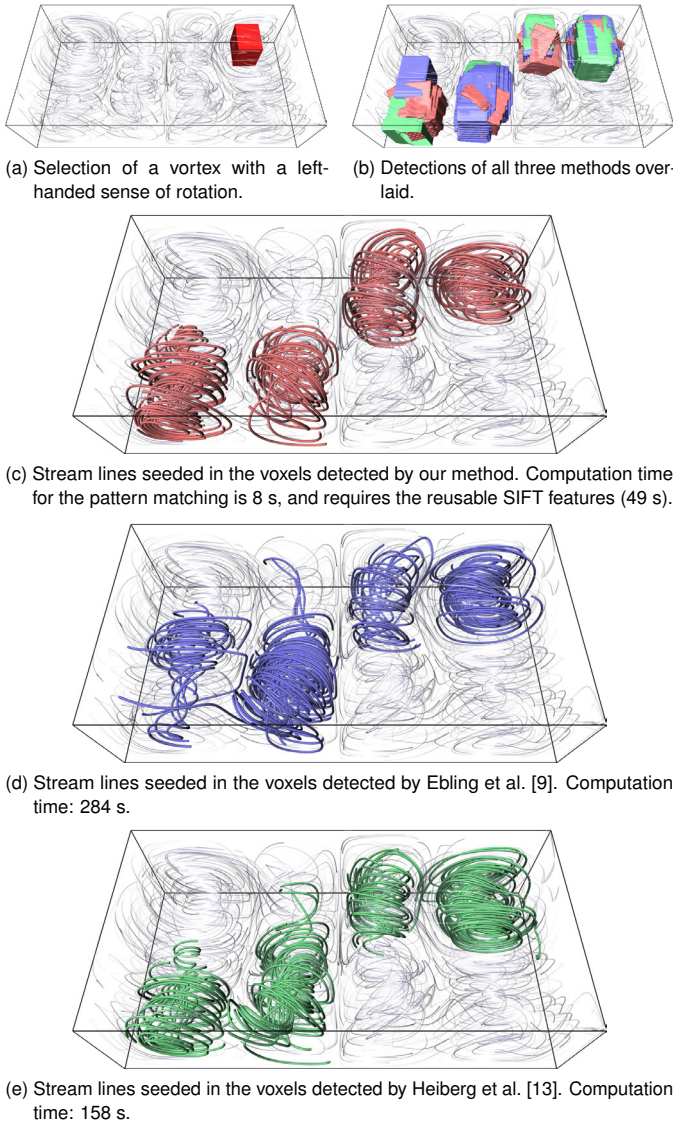 (a) Selection of a vortex with a left-
handed sense of rotation.
(b) Detections of all three methods over-
laid.
(c) Stream lines seeded in the voxels detected by our method. Computation time
for the pattern matching is 8 s, and requires the reusable SIFT features (49 s).
(d) Stream lines seeded in the voxels detected by Ebling et al. [9]. Computation
time: 284 s.
(e) Stream lines seeded in the voxels detected by Heiberg et al. [13]. Computation
time: 158 s.